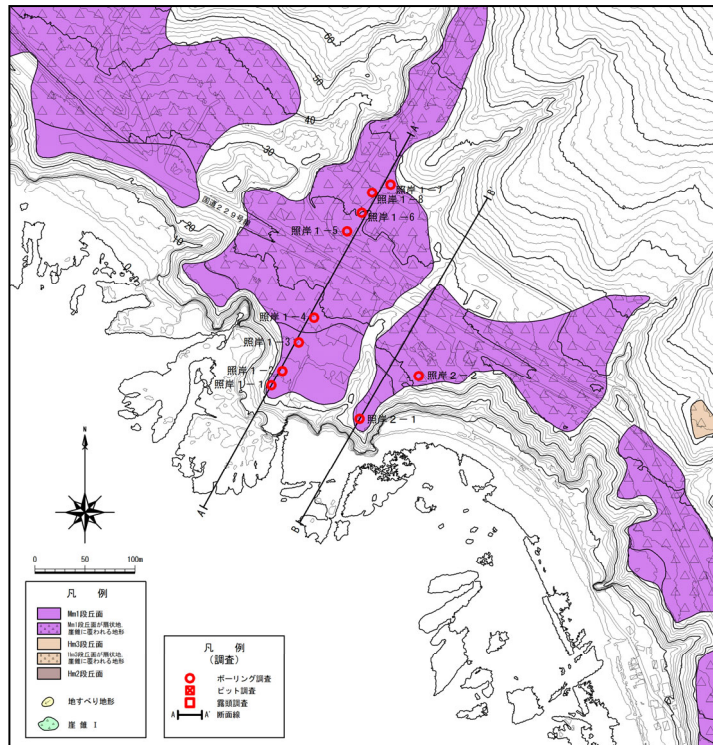 60
50
40
30
20
10
国道229号線
A'
B'
照岸1-7
照岸1-8
照岸1-6
照岸1-5
照岸1-4
照岸1-3
照岸1-2
照岸1-1
照岸2-2
照岸2-1
A
B
N
0 50 100m
凡 例
Mm1段丘面
Mm1段丘面が扇状地,
崖錐に覆われる地形
Hm3段丘面
Hm3段丘面が扇状地,
崖錐に覆われる地形
Hm2段丘面
地すべり地形
崖錐 I
凡 例
(調査)
ボーリング調査
ピット調査
露頭調査
A A' 断面線